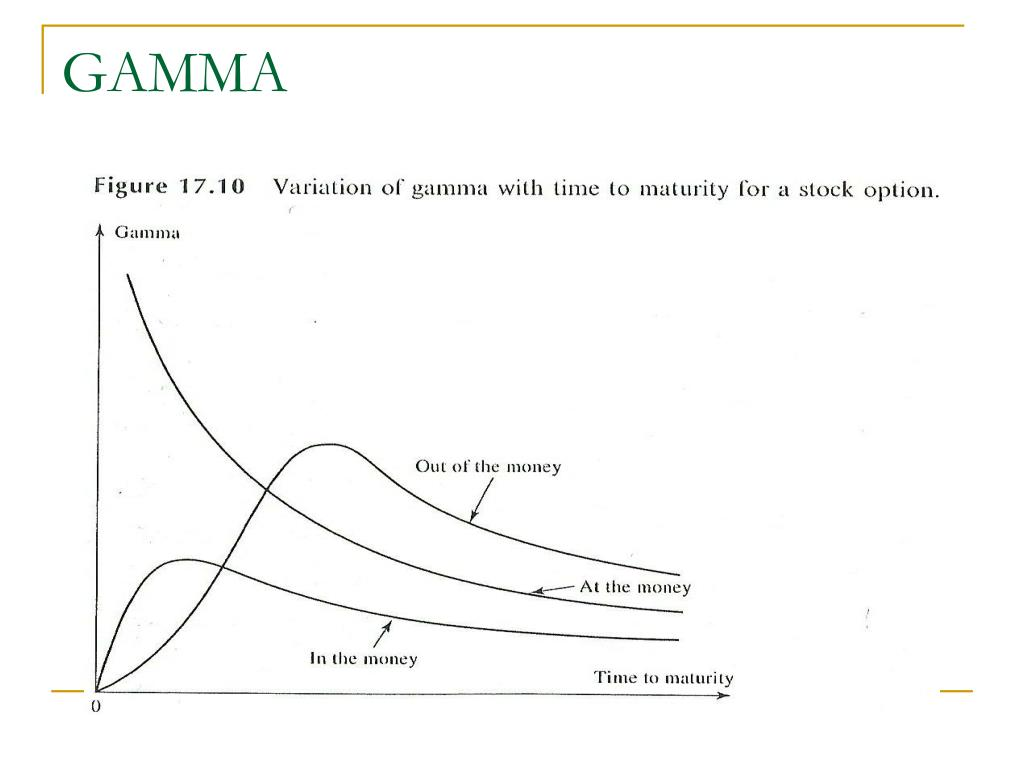 GAMMA
Figure 17.10 Variation of gamma with time to maturity for a stock option.
Gamma
Out of the money
At the money
In the money
Time to maturity
0